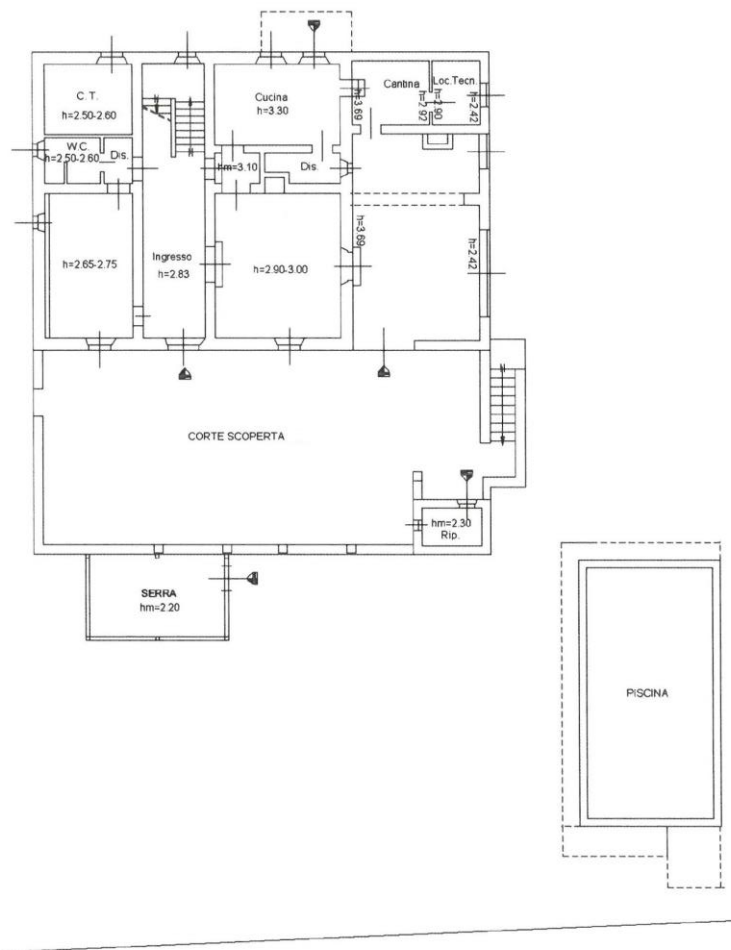 C.T.
h=2.50-2.60
Cucina
h=3.30
Cantina
Loc.Tecn.
h=3.69
h=2.92
h=2.90
h=2.42
W.C.
h=2.50-2.60
Dis.
hm=3.10
Dis.
h=2.65-2.75
Ingresso
h=2.83
h=2.90-3.00
h=3.69
h=2.42
CORTE SCOPERTA
hm=2.30
Rip.
SERRA
hm=2.20
PISCINA